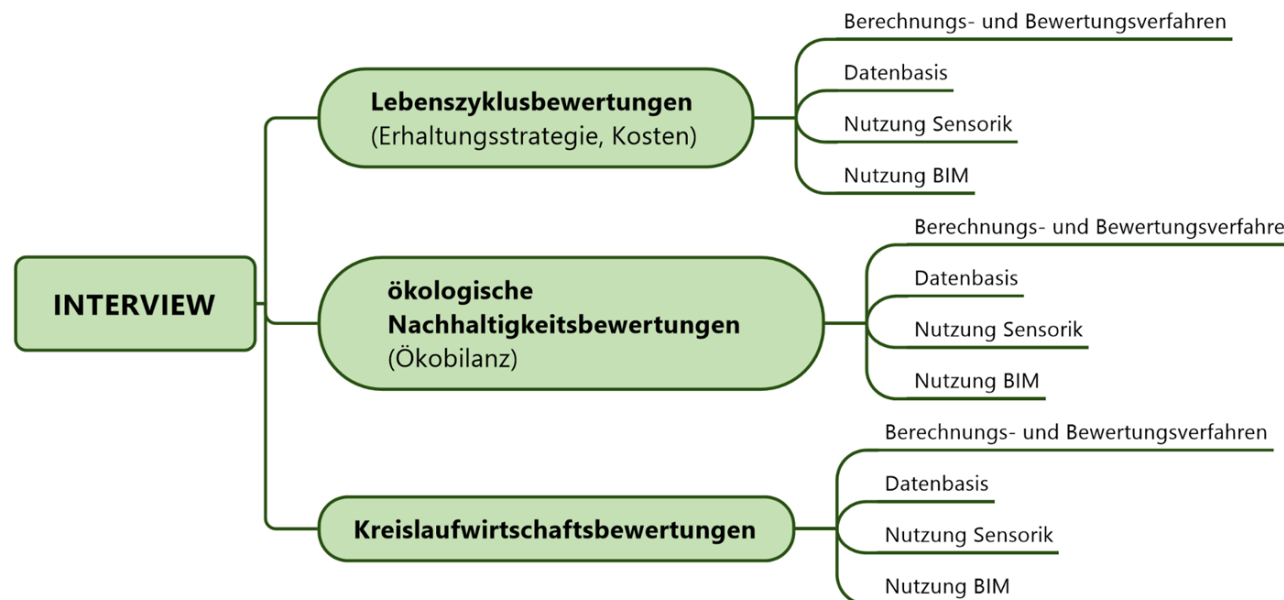 INTERVIEW
Lebenszyklusbewertungen
(Erhaltungsstrategie, Kosten)
Berechnungs- und Bewertungsverfahren
Datenbasis
Nutzung Sensorik
Nutzung BIM
ökologische
Nachhaltigkeitsbewertungen
(Ökobilanz)
Berechnungs- und Bewertungsverfahre
Datenbasis
Nutzung Sensorik
Nutzung BIM
Kreislaufwirtschaftsbewertungen
Berechnungs- und Bewertungsverfahren
Datenbasis
Nutzung Sensorik
Nutzung BIM